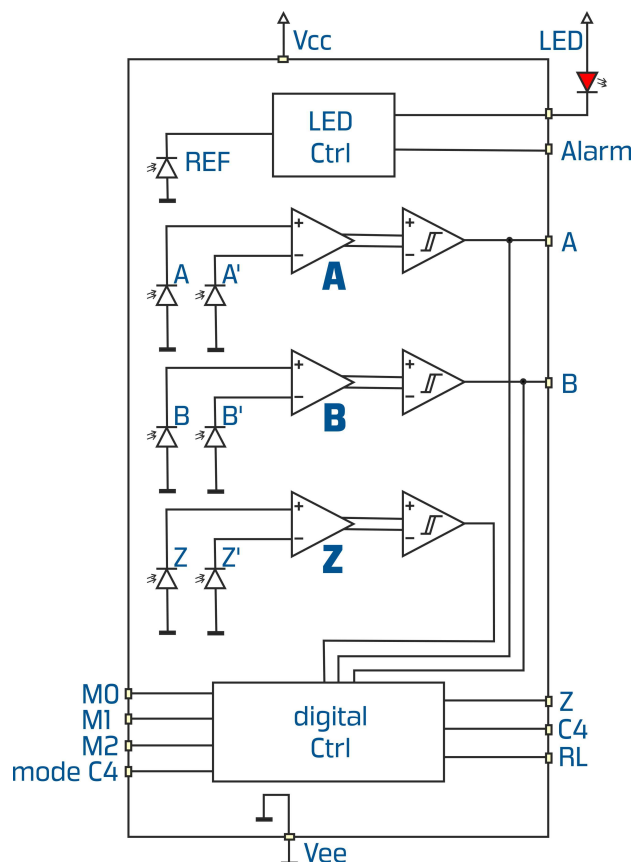 Vcc
LED
LED
Ctrl
Alarm
REF
+
−
+
−
A
A
A'
A
+
−
+
−
B
B
B'
B
+
−
+
−
Z
Z'
Z
M0
M1
M2
mode C4
digital
Ctrl
Z
C4
RL
Vee